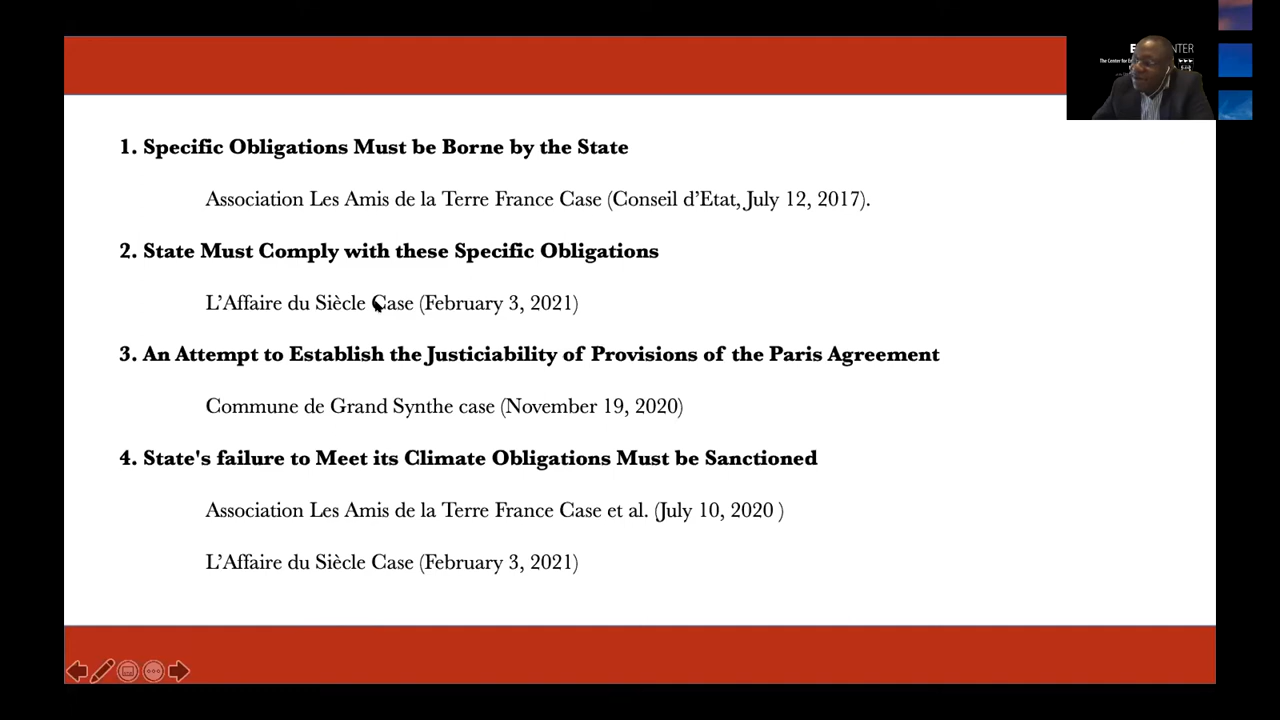 1. Specific Obligations Must be Borne by the State
Association Les Amis de la Terre France Case (Conseil d’Etat, July 12, 2017).
2. State Must Comply with these Specific Obligations
L’Affaire du Siècle Case (February 3, 2021)
3. An Attempt to Establish the Justiciability of Provisions of the Paris Agreement
Commune de Grand Synthe case (November 19, 2020)
4. State's failure to Meet its Climate Obligations Must be Sanctioned
Association Les Amis de la Terre France Case et al. (July 10, 2020 )
L’Affaire du Siècle Case (February 3, 2021)
The Center for